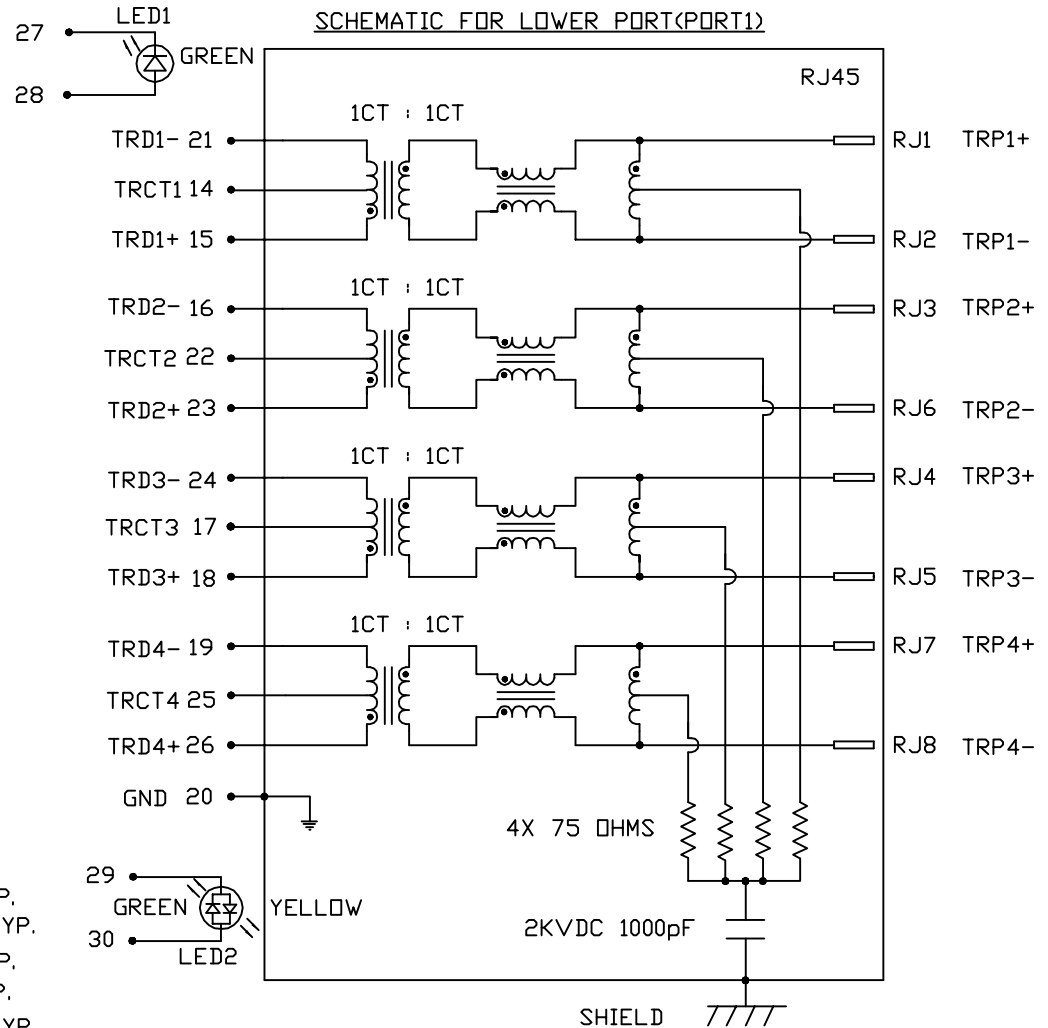 SCHEMATIC FOR LOWER PORT(PORT1)
LED1
27
GREEN
28
RJ45
1CT : 1CT
TRD1- 21
RJ1 TRP1+
TRCT1 14
TRD1+ 15
RJ2 TRP1-
1CT : 1CT
TRD2- 16
RJ3 TRP2+
TRCT2 22
TRD2+ 23
RJ6 TRP2-
1CT : 1CT
TRD3- 24
RJ4 TRP3+
TRCT3 17
TRD3+ 18
RJ5 TRP3-
1CT : 1CT
TRD4- 19
RJ7 TRP4+
TRCT4 25
TRD4+ 26
RJ8 TRP4-
GND 20
4X 75 OHMS
29
P.
GREEN YELLOW
YP.
2KVDC 1000pF
30
LED2
P.
P.
SHIELD
YP